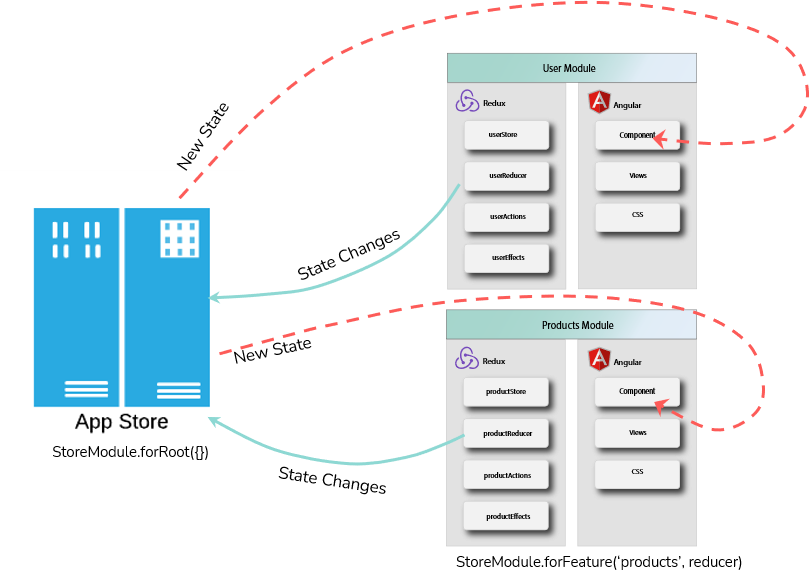 New State
User Module
Redux
Angular
userStore
Component
userReducer
Views
userActions
CSS
userEffects
State Changes
New State
Products Module
Redux
Angular
productStore
Component
productReducer
Views
productActions
CSS
productEffects
App Store
StoreModule.forRoot({})
State Changes
StoreModule.forFeature(‘products’, reducer)